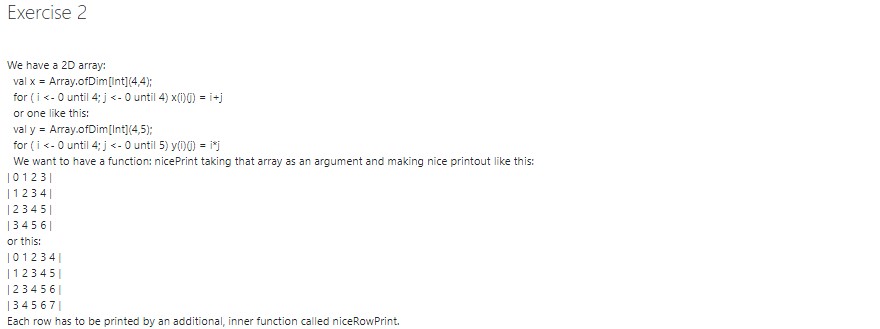 Exercise 2
We have a 2D array:
val x = Array.ofDim[Int](4,4);
for ( i <- 0 until 4; j <- 0 until 4) x(i)(j) = i+j
or one like this:
val y = Array.ofDim[Int](4,5);
for ( i <- 0 until 4; j <- 0 until 5) y(i)(j) = i*j
We want to have a function: nicePrint taking that array as an argument and making nice printout like this:
| 0 1 2 3 |
| 1 2 3 4 |
| 2 3 4 5 |
| 3 4 5 6 |
or this:
| 0 1 2 3 4 |
| 1 2 3 4 5 |
| 2 3 4 5 6 |
| 3 4 5 6 7 |
Each row has to be printed by an additional, inner function called niceRowPrint.